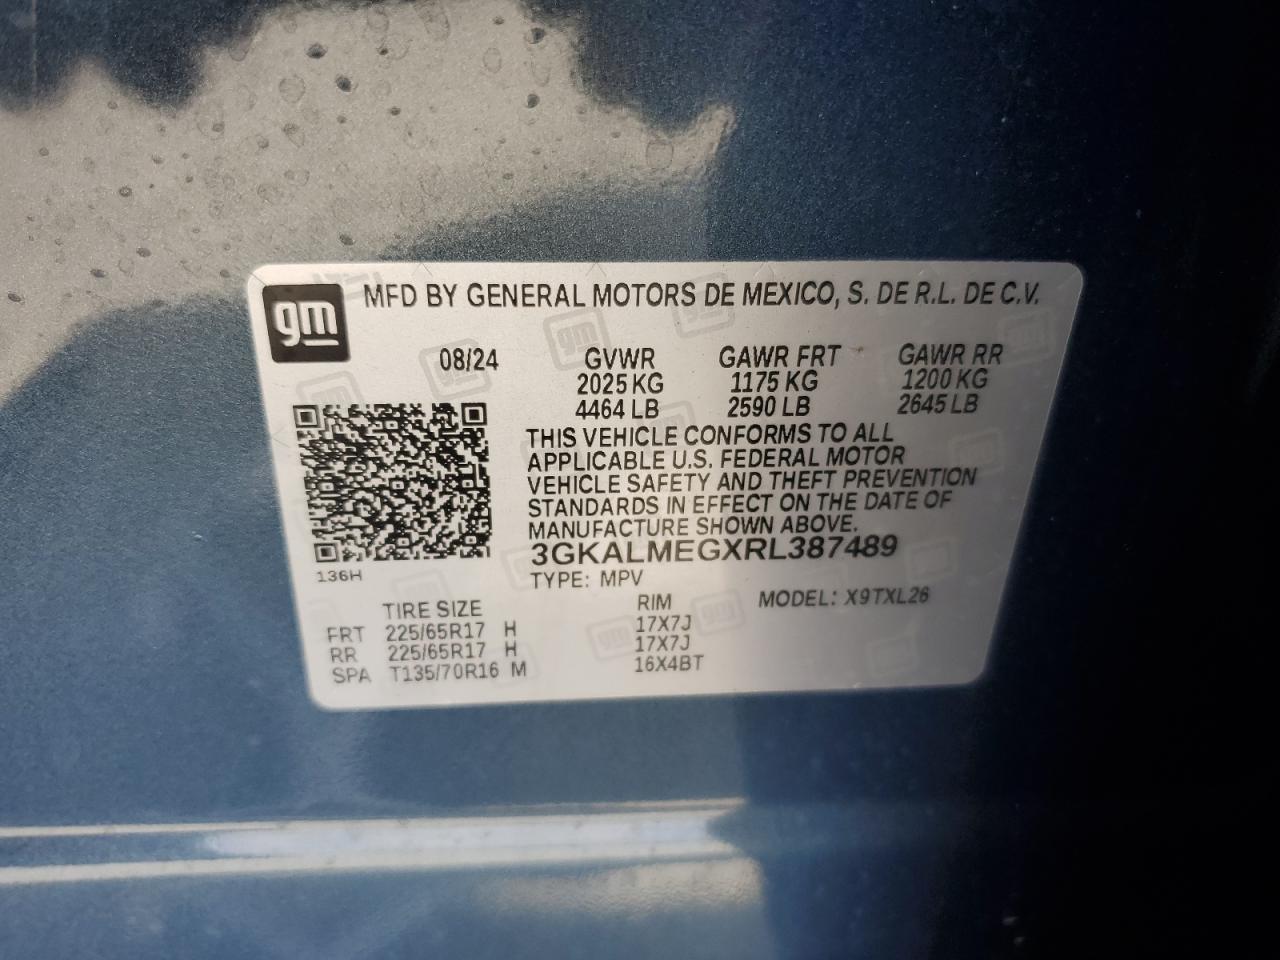 gm
MFD BY GENERAL MOTORS DE MEXICO, S. DE R.L. DE C.V.
08/24 GVWR GAWR FRT GAWR RR
2025 KG 1175 KG 1200 KG
4464 LB 2590 LB 2645 LB
THIS VEHICLE CONFORMS TO ALL
APPLICABLE U.S. FEDERAL MOTOR
VEHICLE SAFETY AND THEFT PREVENTION
STANDARDS IN EFFECT ON THE DATE OF
MANUFACTURE SHOWN ABOVE.
3GKALMEGXRL387489
136H
TYPE: MPV
MODEL: X9TXL26
TIRE SIZE RIM
FRT 225/65R17 H 17X7J
RR 225/65R17 H 17X7J
SPA T135/70R16 M 16X4BT